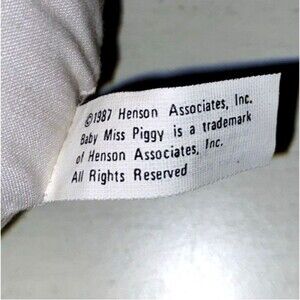 ©1987 Henson Associates, Inc.
Baby Miss Piggy is a trademark
of Henson Associates, Inc.
All Rights Reserved